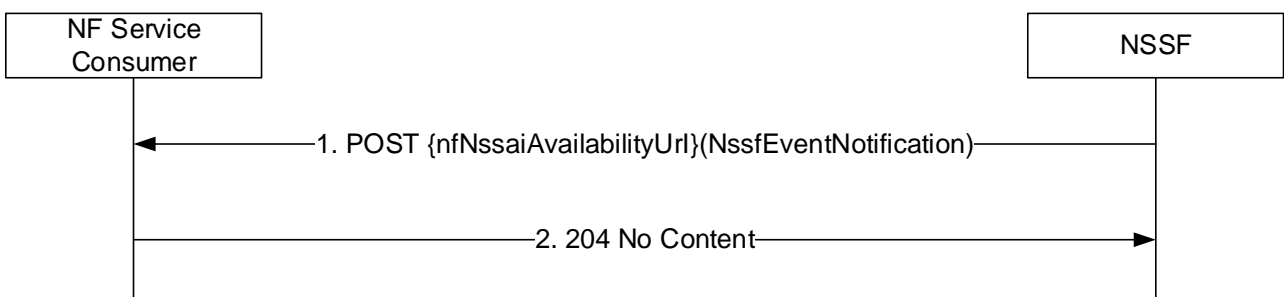 NF Service
Consumer
NSSF
1. POST {nfNssaiAvailabilityUrl}(NssfEventNotification)
2. 204 No Content